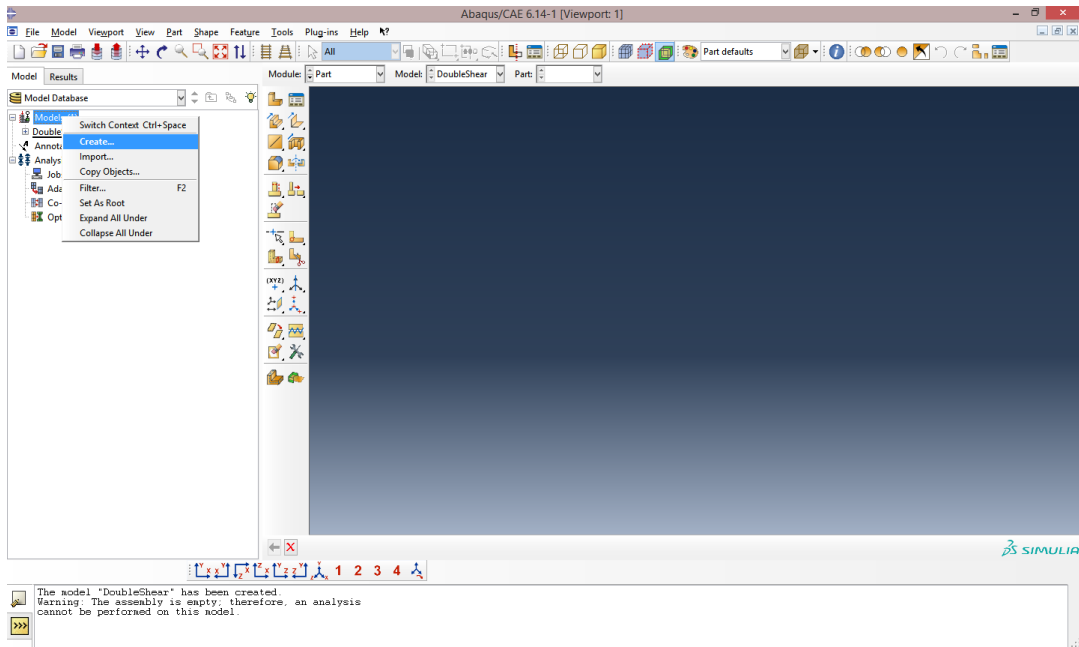 Abaqus/CAE 6.14-1 [Viewport: 1]
File Model Viewport View Part Shape Feature Tools Plug-ins Help
All Part defaults
Model Results
Module: Part Model: DoubleShear Part:
Model Database
Models
Switch Context Ctrl+Space
Double
Create...
Annota
Import...
Analys
Copy Objects...
Job
Filter... F2
Ada
Set As Root
Co-
Expand All Under
Opt
Collapse All Under
(XYZ)
SIMULIA
1 2 3 4
The model "DoubleShear" has been created.
Warning: The assembly is empty; therefore, an analysis
cannot be performed on this model.
>>>